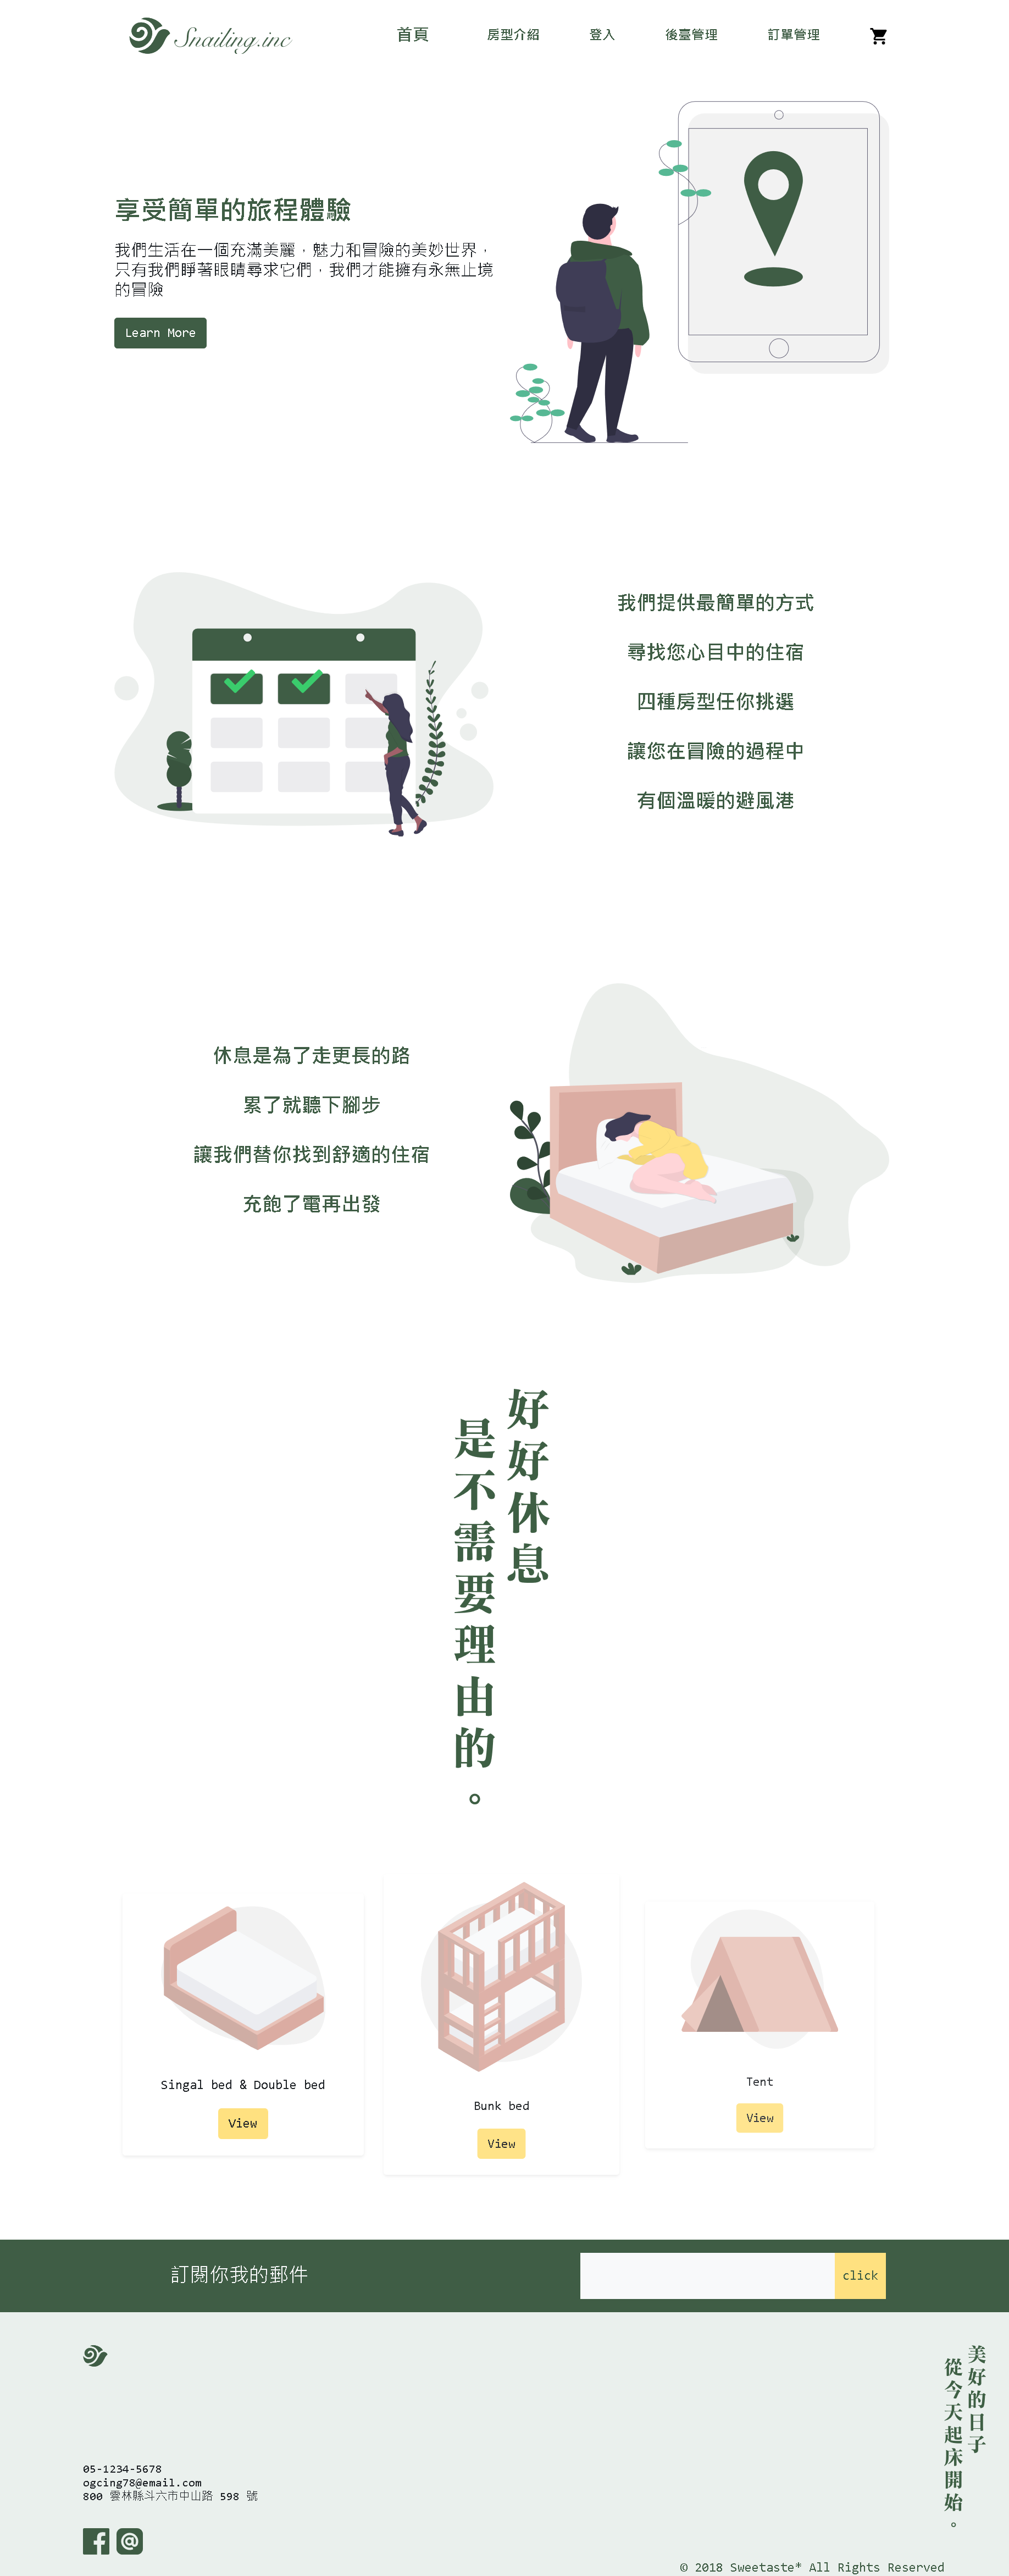 Snailing.inc
首頁
房型介紹
登入
後臺管理
訂單管理
享受簡單的旅程體驗
我們生活在一個充滿美麗，魅力和冒險的美妙世界，
只有我們睜著眼睛尋求它們，我們才能擁有永無止境
的冒險
Learn More
我們提供最簡單的方式
尋找您心目中的住宿
四種房型任你挑選
讓您在冒險的過程中
有個溫暖的避風港
休息是為了走更長的路
累了就聽下腳步
讓我們替你找到舒適的住宿
充飽了電再出發
好好休息
是不需要理由的。
Singal bed & Double bed
View
Bunk bed
View
Tent
View
訂閱你我的郵件
click
美好的日子
從今天起床開始。
05-1234-5678
ogcing78@email.com
800 雲林縣斗六市中山路 598 號
© 2018 Sweetaste* All Rights Reserved